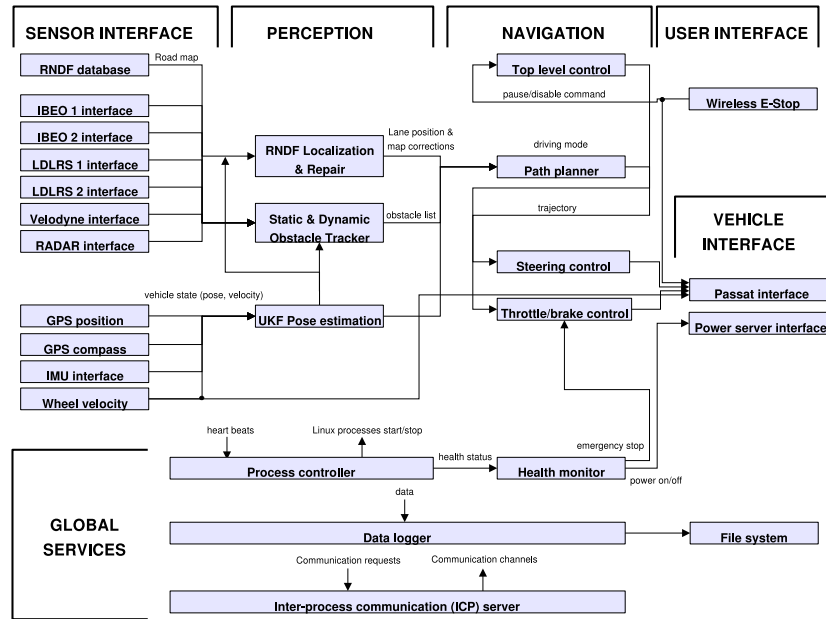 SENSOR INTERFACE
PERCEPTION
NAVIGATION
USER INTERFACE
RNDF database
Road map
Top level control
pause/disable command
Wireless E-Stop
IBEO 1 interface
IBEO 2 interface
LDLRS 1 interface
LDLRS 2 interface
Velodyne interface
RADAR interface
RNDF Localization
& Repair
Lane position &
map corrections
driving mode
Path planner
Static & Dynamic
Obstacle Tracker
obstacle list
trajectory
VEHICLE
INTERFACE
Steering control
vehicle state (pose, velocity)
Passat interface
GPS position
UKF Pose estimation
Throttle/brake control
Power server interface
GPS compass
IMU interface
Wheel velocity
heart beats
Linux processes start/stop
emergency stop
Process controller
health status
Health monitor
power on/off
GLOBAL
SERVICES
data
Data logger
File system
Communication requests
Communication channels
Inter-process communication (ICP) server